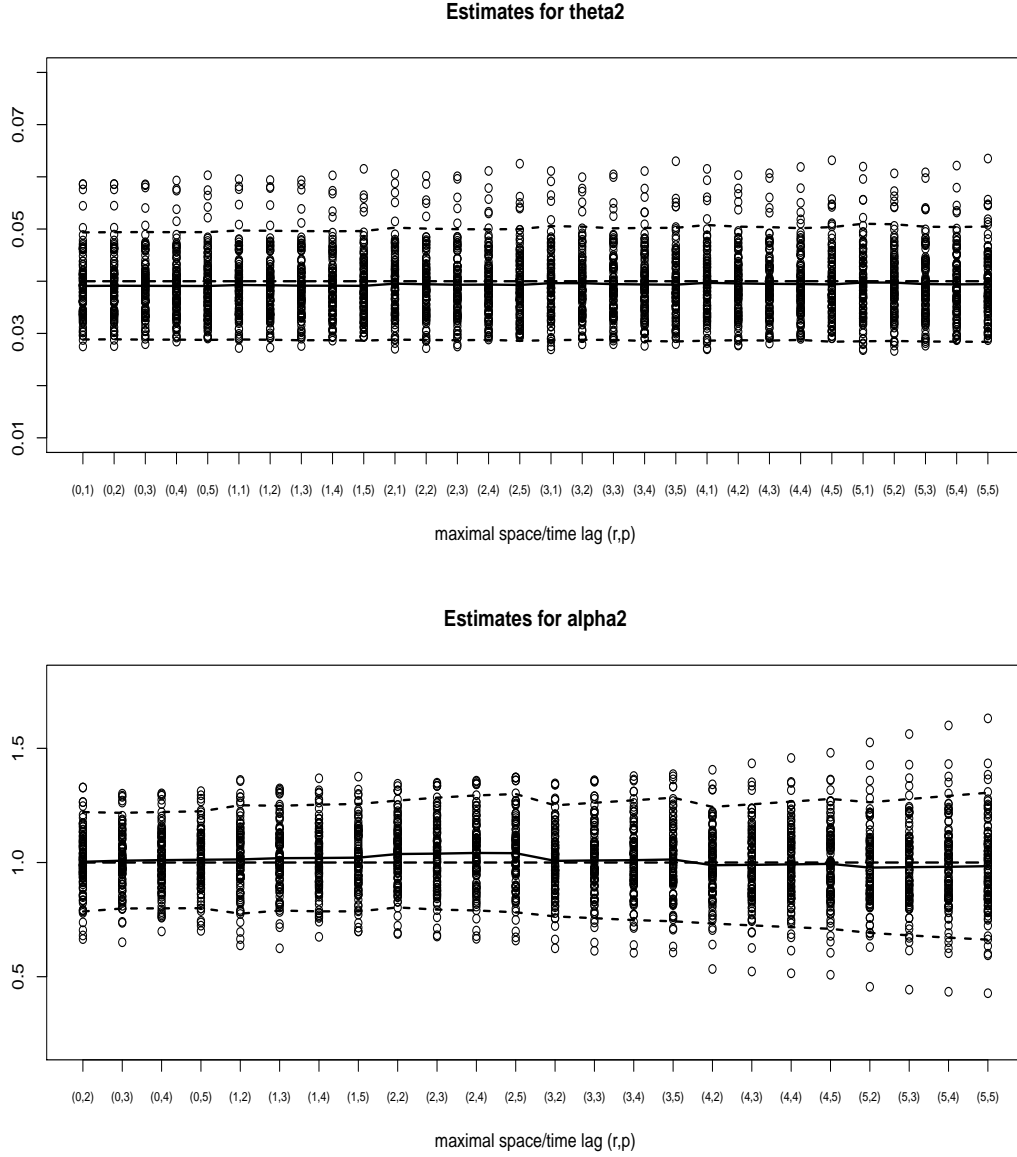 Estimates for theta2
0.07
0.05
0.03
0.01
(0,1) (0,2) (0,3) (0,4) (0,5) (1,1) (1,2) (1,3) (1,4) (1,5) (2,1) (2,2) (2,3) (2,4) (2,5) (3,1) (3,2) (3,3) (3,4) (3,5) (4,1) (4,2) (4,3) (4,4) (4,5) (5,1) (5,2) (5,3) (5,4) (5,5)
maximal space/time lag (r,p)
Estimates for alpha2
1.5
1.0
0.5
(0,2) (0,3) (0,4) (0,5) (1,2) (1,3) (1,4) (1,5) (2,2) (2,3) (2,4) (2,5) (3,2) (3,3) (3,4) (3,5) (4,2) (4,3) (4,4) (4,5) (5,2) (5,3) (5,4) (5,5)
maximal space/time lag (r,p)